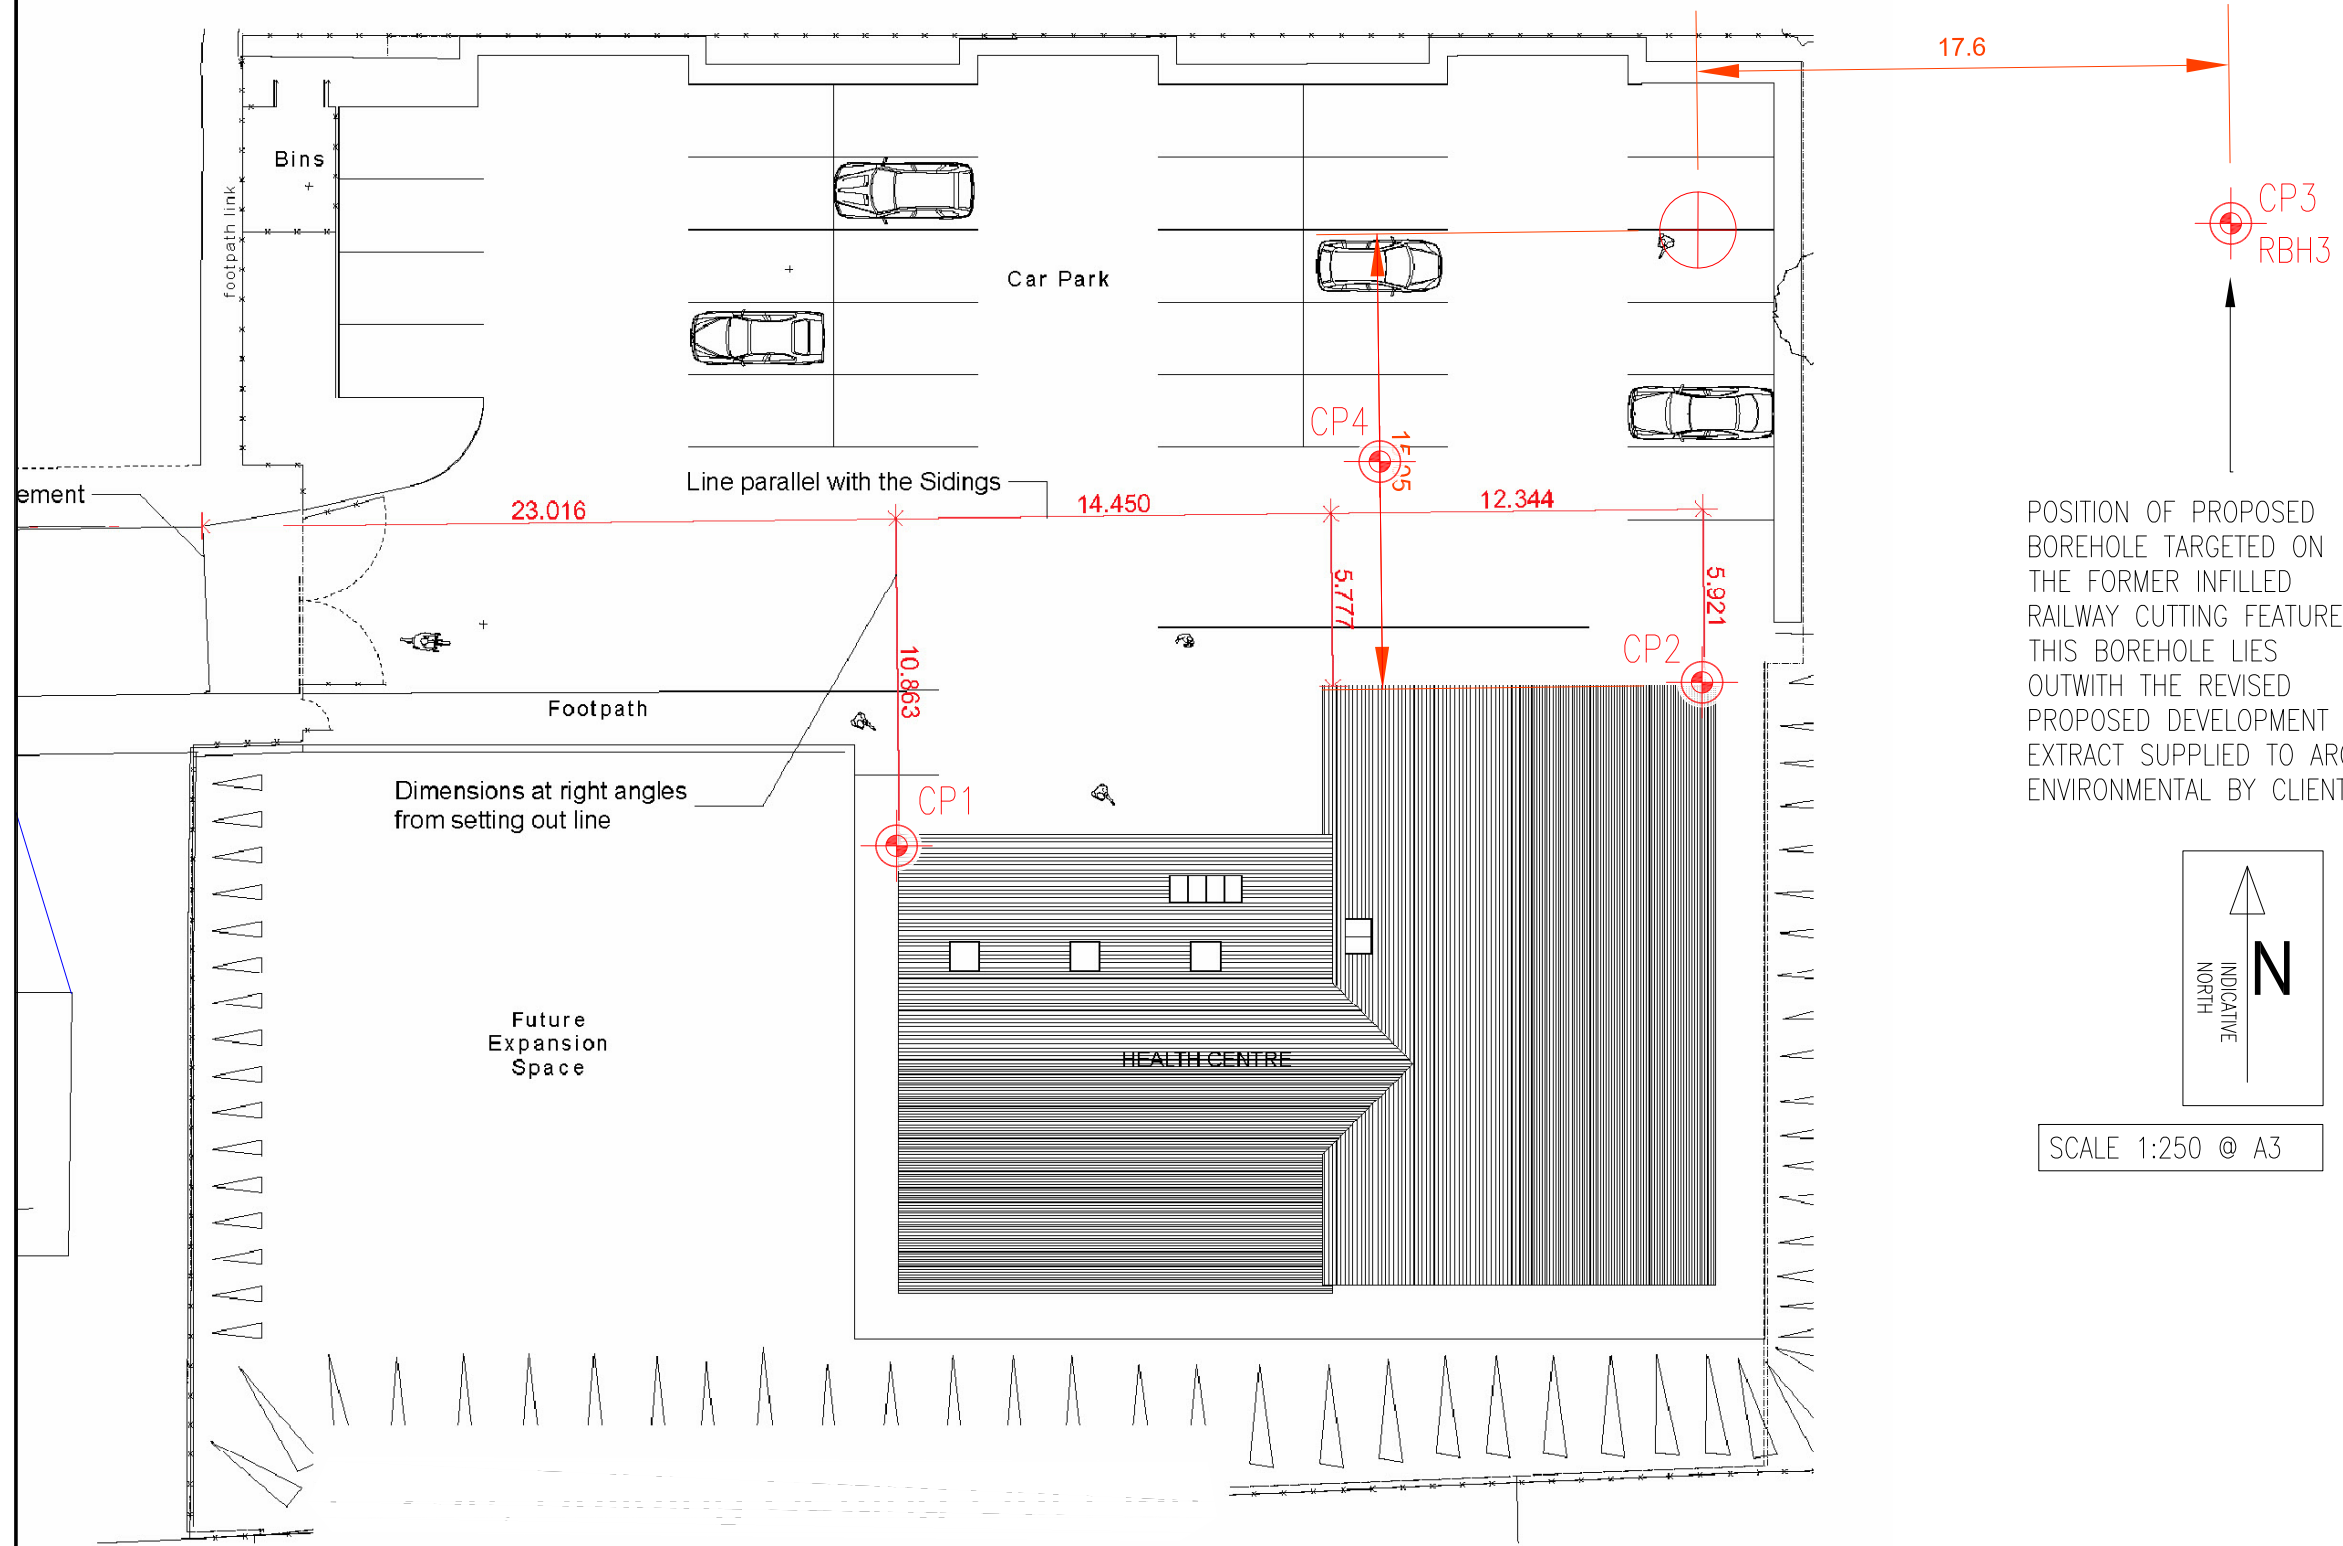 17.6
CP3
RBH3
Bins
footpath link
Car Park
CP4
ement
Line parallel with the Sidings
23.016
14.450
12.344
5.777
5.921
CP2
10.863
Footpath
Dimensions at right angles
from setting out line
CP1
POSITION OF PROPOSED
BOREHOLE TARGETED ON
THE FORMER INFILLED
RAILWAY CUTTING FEATURE
THIS BOREHOLE LIES
OUTWITH THE REVISED
PROPOSED DEVELOPMENT
EXTRACT SUPPLIED TO ARC
ENVIRONMENTAL BY CLIENT
N
INDICATIVE
NORTH
Future
Expansion
Space
HEALTH CENTRE
SCALE 1:250 @ A3